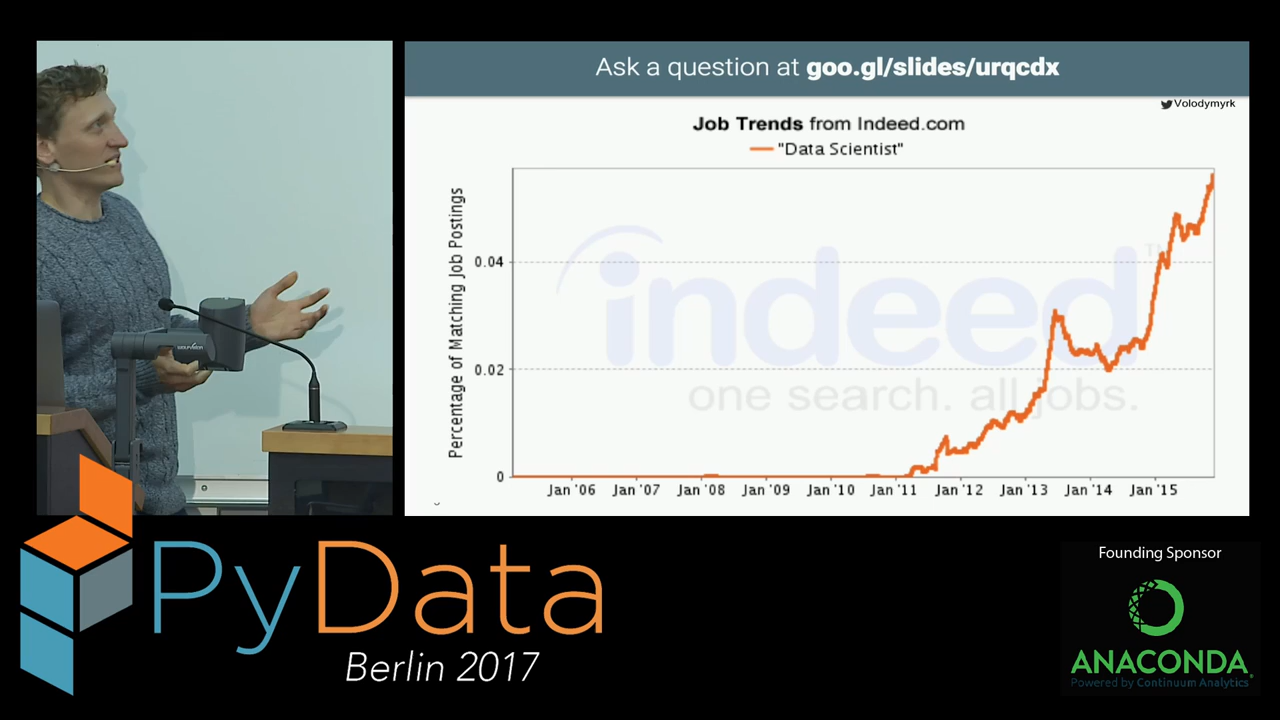 Ask a question at goo.gl/slides/urqcdx
Volodymyrk
Job Trends from Indeed.com
"Data Scientist"
Percentage of Matching Job Postings
0.04
0.02
0
indeed
TM
one search. all jobs.
Jan '06 Jan '07 Jan '08 Jan '09 Jan '10 Jan '11 Jan '12 Jan '13 Jan '14 Jan '15
PyData
Berlin 2017
Founding Sponsor
ANACONDA
Powered by Continuum Analytics